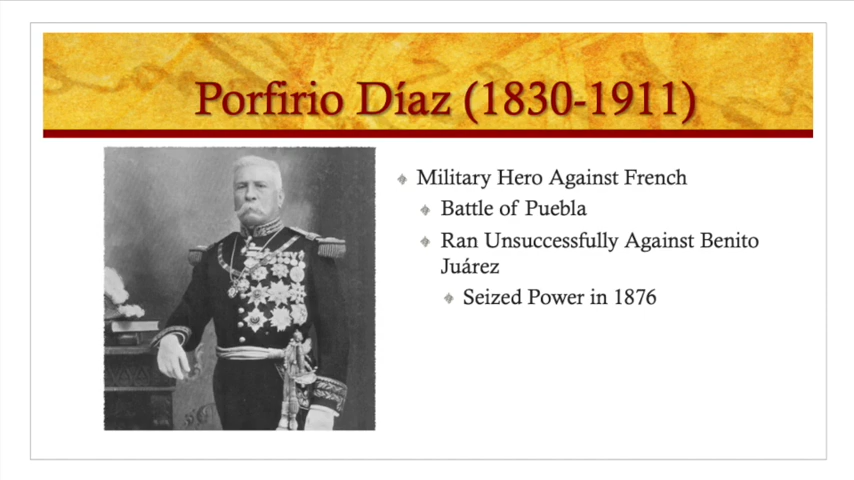 Porfirio Díaz (1830-1911)
Military Hero Against French
Battle of Puebla
Ran Unsuccessfully Against Benito
Juárez
Seized Power in 1876